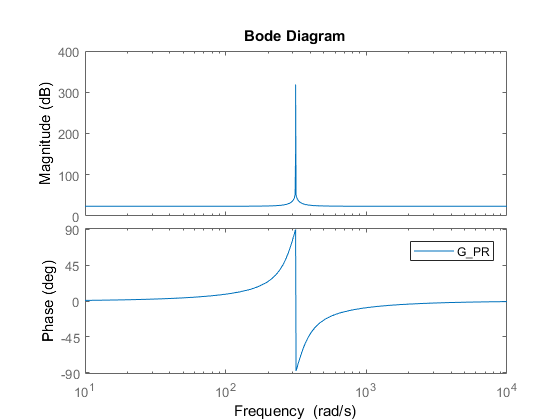 Bode Diagram
Magnitude (dB)
400
300
200
100
0
Phase (deg)
90
45
0
-45
-90
G_PR
10^1
10^2
10^3
10^4
Frequency (rad/s)